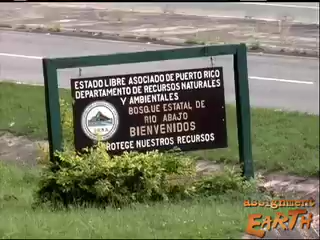 ESTADO LIBRE ASOCIADO DE PUERTO RICO
DEPARTAMENTO DE RECURSOS NATURALES
Y AMBIENTALES
BOSQUE ESTATAL DE
RIO ABAJO
BIENVENIDOS
PROTEGE NUESTROS RECURSOS
assignment
EARTH